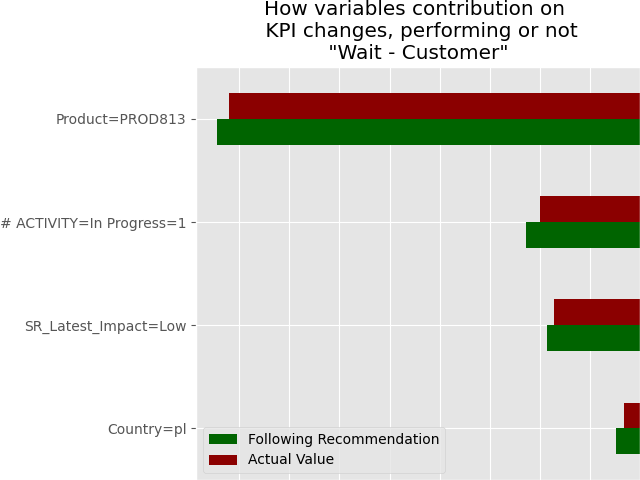 How variables contribution on
KPI changes, performing or not
"Wait - Customer"
Product=PROD813
# ACTIVITY=In Progress=1
SR_Latest_Impact=Low
Country=pl
Following Recommendation
Actual Value